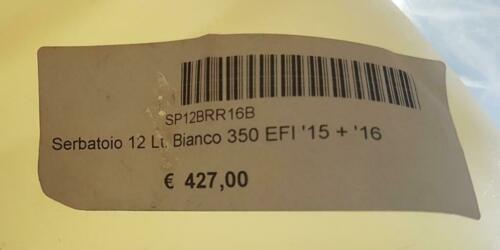 SP12BRR16B
Serbatoio 12 Lt. Bianco 350 EFI '15 + '16
€ 427,00